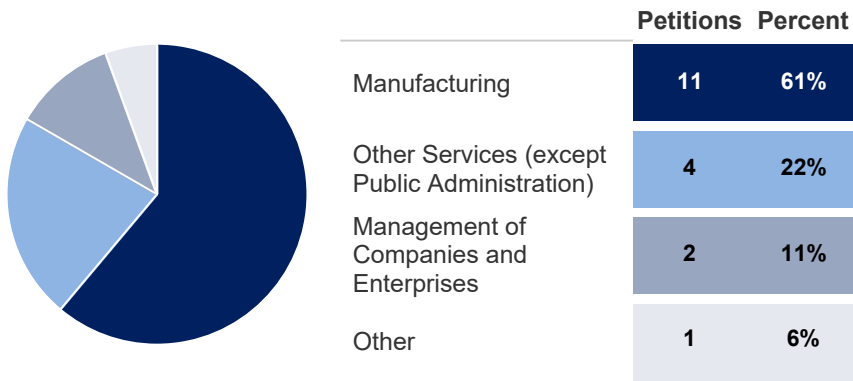 Petitions Percent
Manufacturing 11 61%
Other Services (except
Public Administration) 4 22%
Management of
Companies and
Enterprises 2 11%
Other 1 6%